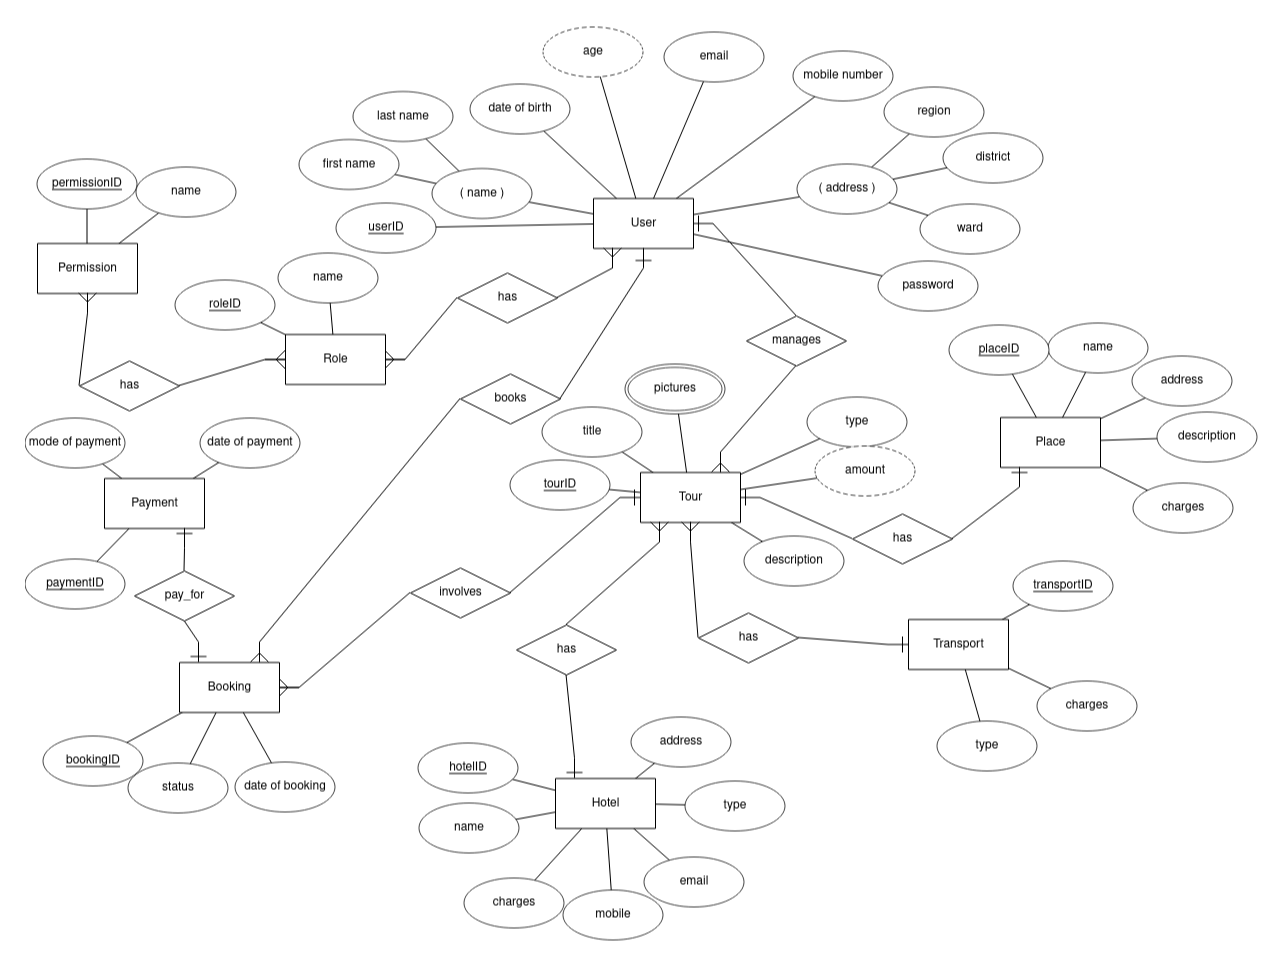 age
email
mobile number
date of birth
last name
region
first name
district
( name )
( address )
permissionID
name
userID
User
ward
Permission
name
password
has
roleID
manages
Role
placeID
name
has
pictures
address
books
title
type
Place
description
mode of payment
date of payment
tourID
amount
Payment
Tour
charges
has
description
paymentID
pay_for
involves
transportID
has
has
Transport
Booking
charges
bookingID
status
date of booking
address
type
hotelID
Hotel
type
name
email
charges
mobile